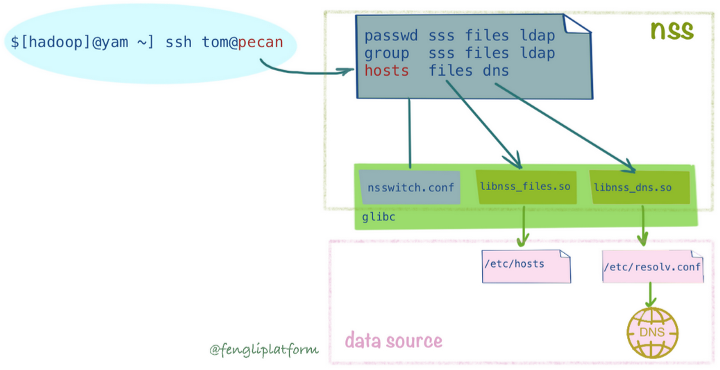 $[hadoop]@yam ~] ssh tom@pecan
nss
passwd sss files ldap
group sss files ldap
hosts files dns
nsswitch.conf
libnss_files.so
libnss_dns.so
glibc
/etc/hosts
/etc/resolv.conf
DNS
data source
@fengliplatform